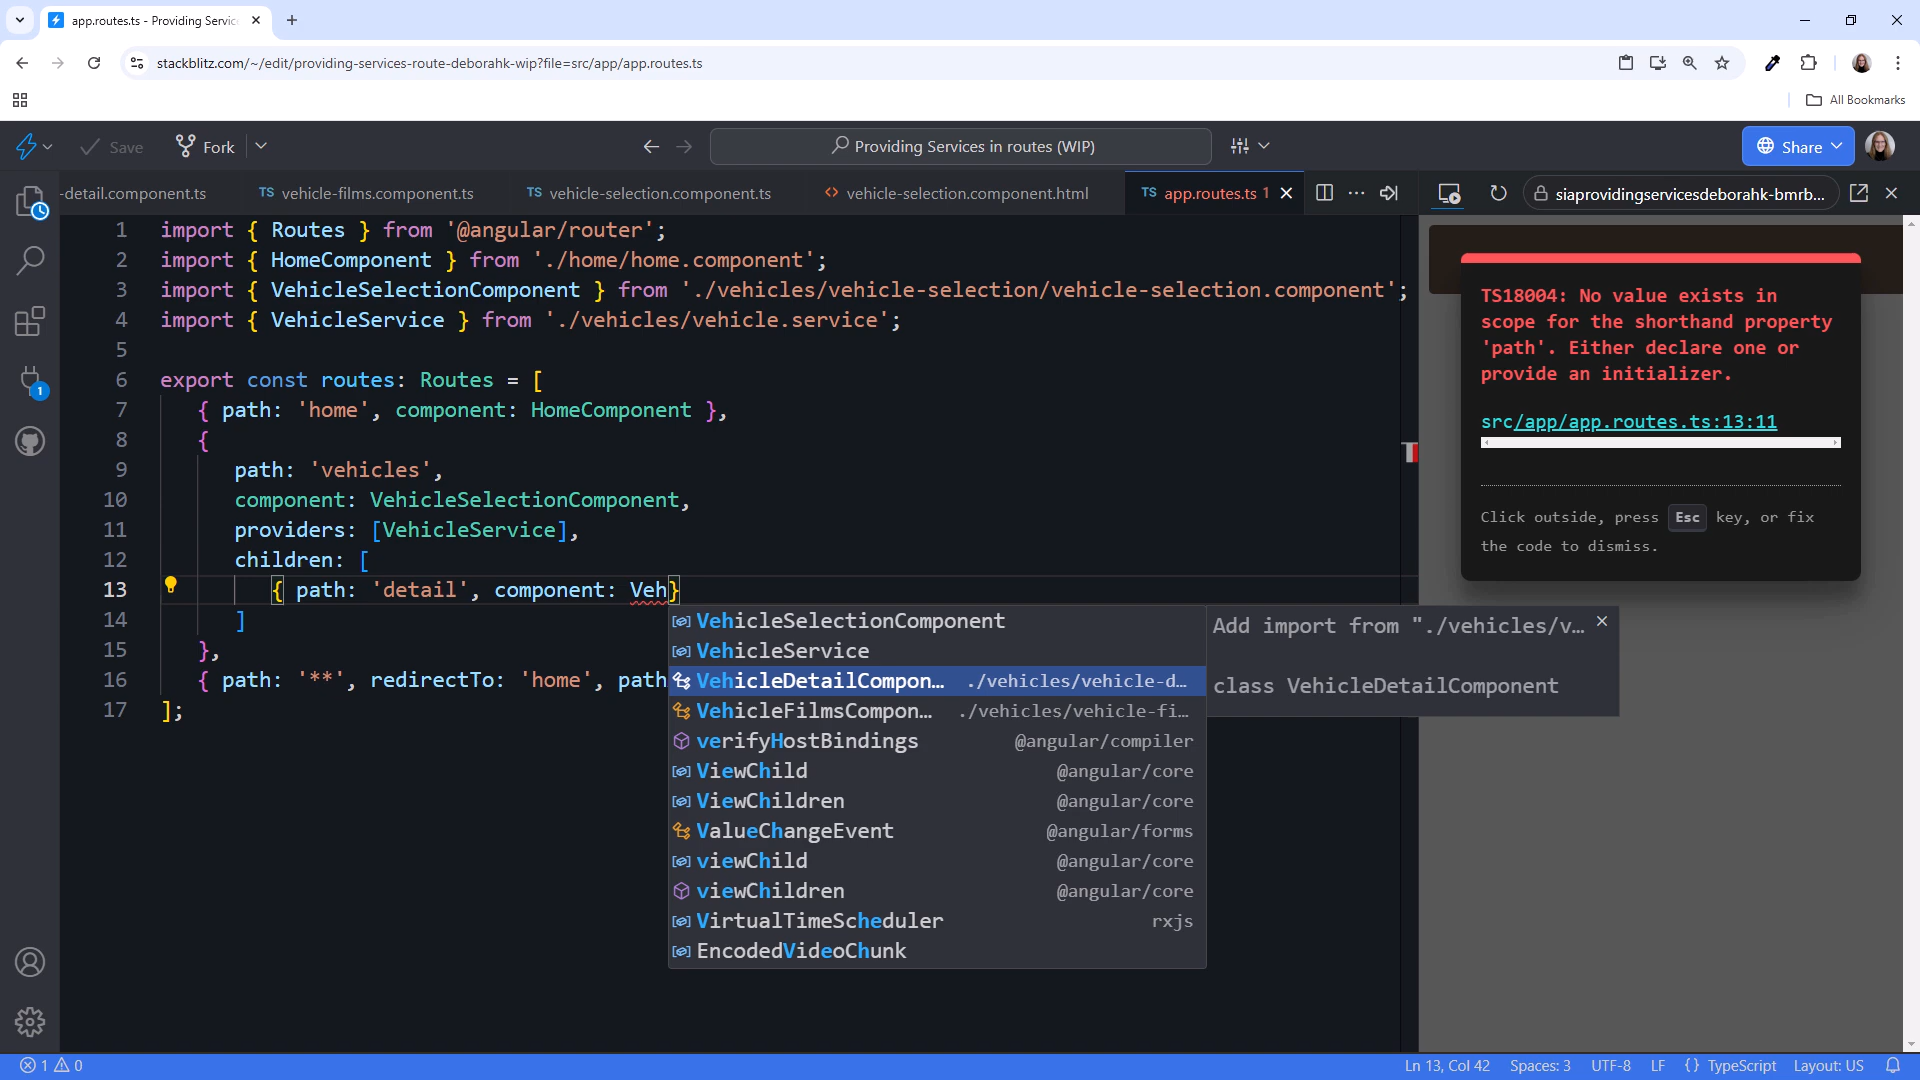 app.routes.ts - Providing Servic
stackblitz.com/~/edit/providing-services-route-deborahk-wip?file=src/app/app.routes.ts
All Bookmarks
Save
Fork
Providing Services in routes (WIP)
Share
-detail.component.ts
TS vehicle-films.component.ts
TS vehicle-selection.component.ts
<> vehicle-selection.component.html
TS app.routes.ts 1
siaprovidingservicesdeborahk-bmrb...
1 import { Routes } from '@angular/router';
2 import { HomeComponent } from './home/home.component';
3 import { VehicleSelectionComponent } from './vehicles/vehicle-selection/vehicle-selection.component';
4 import { VehicleService } from './vehicles/vehicle.service';
5
6 export const routes: Routes = [
7 { path: 'home', component: HomeComponent },
8 {
9 path: 'vehicles',
10 component: VehicleSelectionComponent,
11 providers: [VehicleService],
12 children: [
13 { path: 'detail', component: Veh}
14 ]
15 },
16 { path: '**', redirectTo: 'home', path
17 ];
VehicleSelectionComponent
VehicleService
VehicleDetailCompon... ./vehicles/vehicle-d...
VehicleFilmsCompon... ./vehicles/vehicle-fi...
verifyHostBindings @angular/compiler
ViewChild @angular/core
ViewChildren @angular/core
ValueChangeEvent @angular/forms
viewChild @angular/core
viewChildren @angular/core
VirtualTimeScheduler rxjs
EncodedVideoChunk
Add import from "./vehicles/v...
class VehicleDetailComponent
TS18004: No value exists in
scope for the shorthand property
'path'. Either declare one or
provide an initializer.
src/app/app.routes.ts:13:11
Click outside, press Esc key, or fix
the code to dismiss.
1
1 0
Ln 13, Col 42
Spaces: 3
UTF-8
LF
{} TypeScript
Layout: US